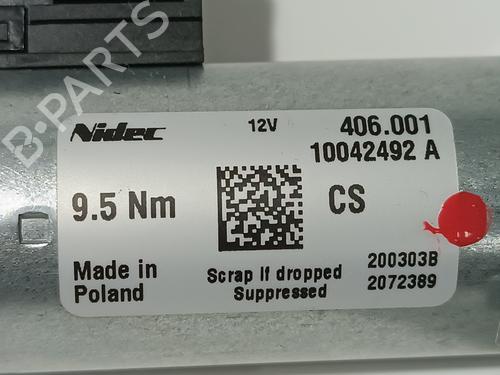 B-PARTS
Nidec 12V 406.001
10042492 A
9.5 Nm CS
Made in Poland
Scrap If dropped
Suppressed
200303B
2072389